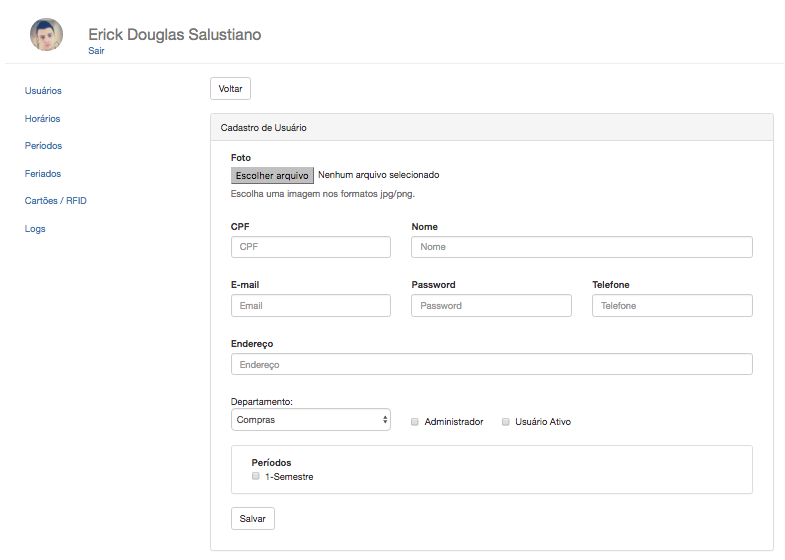 Erick Douglas Salustiano
Sair
Usuários
Horários
Períodos
Feriados
Cartões / RFID
Logs
Voltar
Cadastro de Usuário
Foto
Escolher arquivo Nenhum arquivo selecionado
Escolha uma imagem nos formatos jpg/png.
CPF Nome
CPF Nome
E-mail Password Telefone
Email Password Telefone
Endereço
Endereço
Departamento:
Compras Administrador Usuário Ativo
Períodos
1-Semestre
Salvar